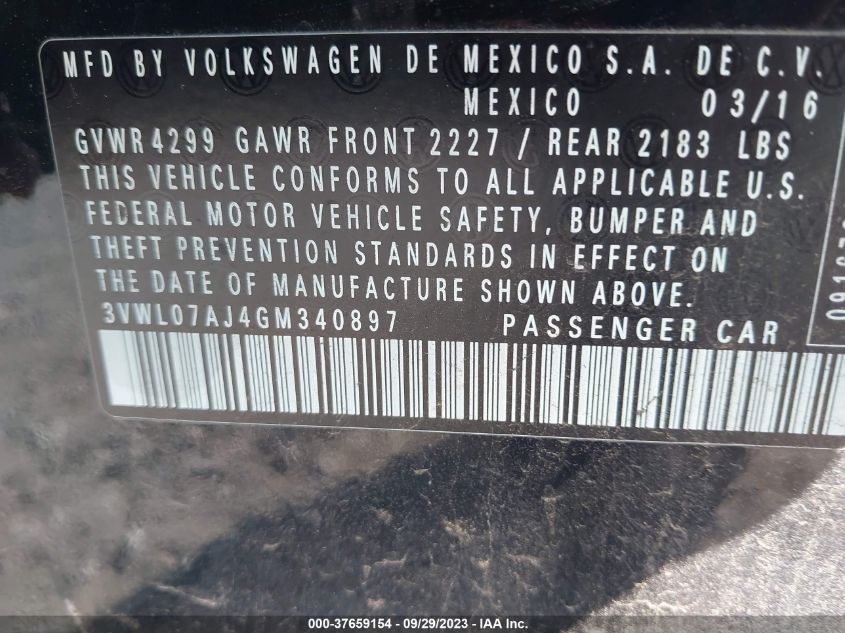 MFD BY VOLKSWAGEN DE MEXICO S.A. DE C.V.
MEXICO 03/16
GVWR 4299 GAWR FRONT 2227 / REAR 2183 LBS
THIS VEHICLE CONFORMS TO ALL APPLICABLE U.S.
FEDERAL MOTOR VEHICLE SAFETY, BUMPER AND
THEFT PREVENTION STANDARDS IN EFFECT ON
THE DATE OF MANUFACTURE SHOWN ABOVE.
3VWL07AJ4GM340897 PASSENGER CAR
000-37659154 - 09/29/2023 - IAA Inc.